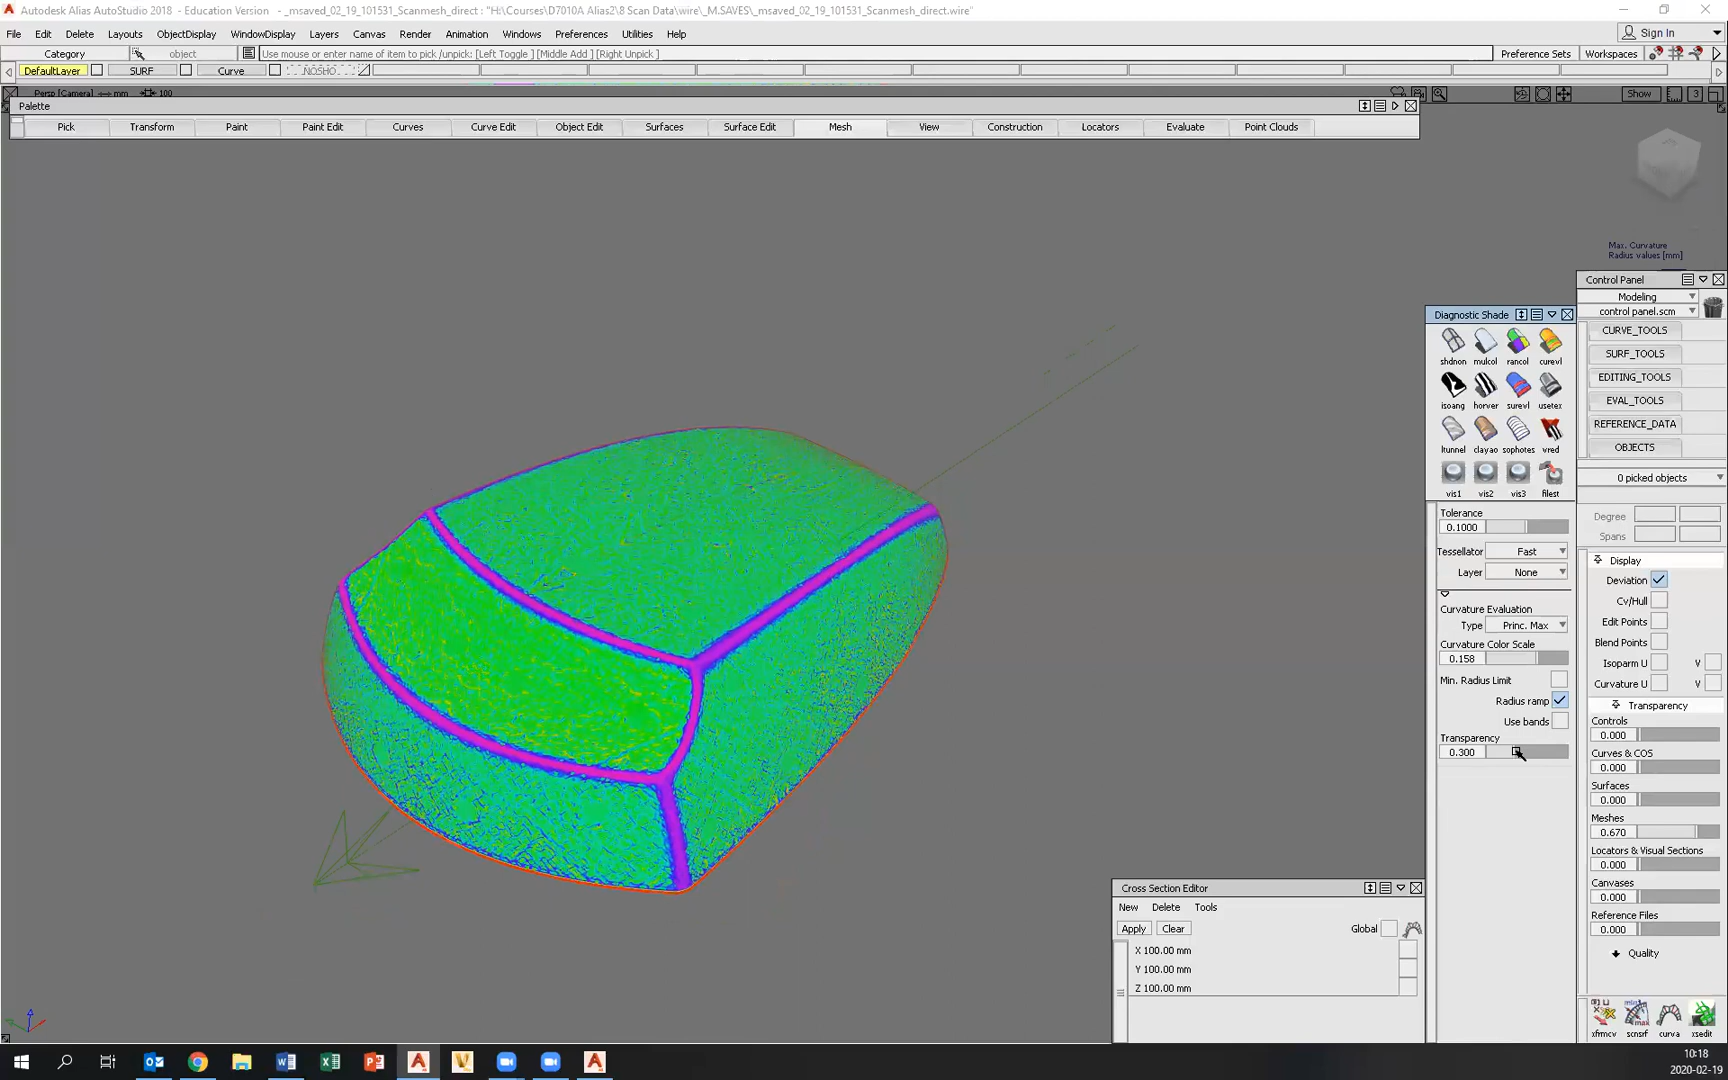 Autodesk Alias AutoStudio 2018 - Education Version - _msaved_02_19_101531_Scanmesh_direct : "H:\Courses\D7010A Alias2\8 Scan Data\wire\_M.SAVES\_msaved_02_19_101531_Scanmesh_direct.wire"
File Edit Delete Layouts ObjectDisplay WindowDisplay Layers Canvas Render Animation Windows Preferences Utilities Help
Sign In
Category object Use mouse or enter name of item to pick /unpick: [Left Toggle ] [Middle Add ] [Right Unpick ]
Preference Sets Workspaces
DefaultLayer SURF Curve NOSHO
Persp [Camera] mm 100
Show 3
Palette
Pick Transform Paint Paint Edit Curves Curve Edit Object Edit Surfaces Surface Edit Mesh View Construction Locators Evaluate Point Clouds
Max. Curvature
Radius values [mm]
Diagnostic Shade
shdnon mulcol rancol curevl
isoang horver surevl usetex
ltunnel clayao sophotes vred
vis1 vis2 vis3 filest
Tolerance
0.1000
Tessellator Fast
Layer None
Curvature Evaluation
Type Princ. Max
Curvature Color Scale
0.158
Min. Radius Limit
Radius ramp
Use bands
Transparency
0.300
Control Panel
Modeling
control panel.scm
CURVE_TOOLS
SURF_TOOLS
EDITING_TOOLS
EVAL_TOOLS
REFERENCE_DATA
OBJECTS
0 picked objects
Degree
Spans
Display
Deviation
Cv/Hull
Edit Points
Blend Points
Isoparm U V
Curvature U V
Transparency
Controls
0.000
Curves & COS
0.000
Surfaces
0.000
Meshes
0.670
Locators & Visual Sections
0.000
Canvases
0.000
Reference Files
0.000
Quality
xfrmcv scnsrf curva xsedit
Cross Section Editor
New Delete Tools
Apply Clear Global
X 100.00 mm
Y 100.00 mm
Z 100.00 mm
10:18
2020-02-19